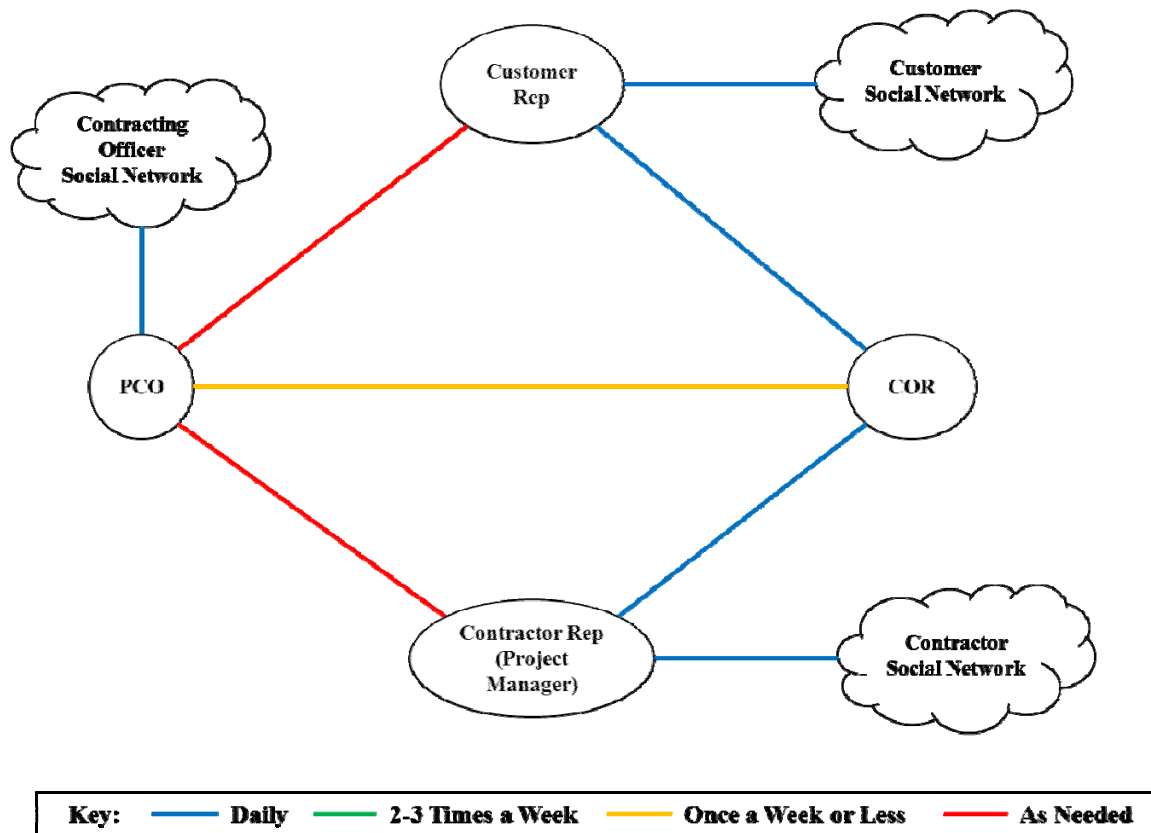 Customer
Rep
Customer
Social Network
Contracting
Officer
Social Network
PCO
COR
Contractor Rep
(Project
Manager)
Contractor
Social Network
Key: Daily 2-3 Times a Week Once a Week or Less As Needed